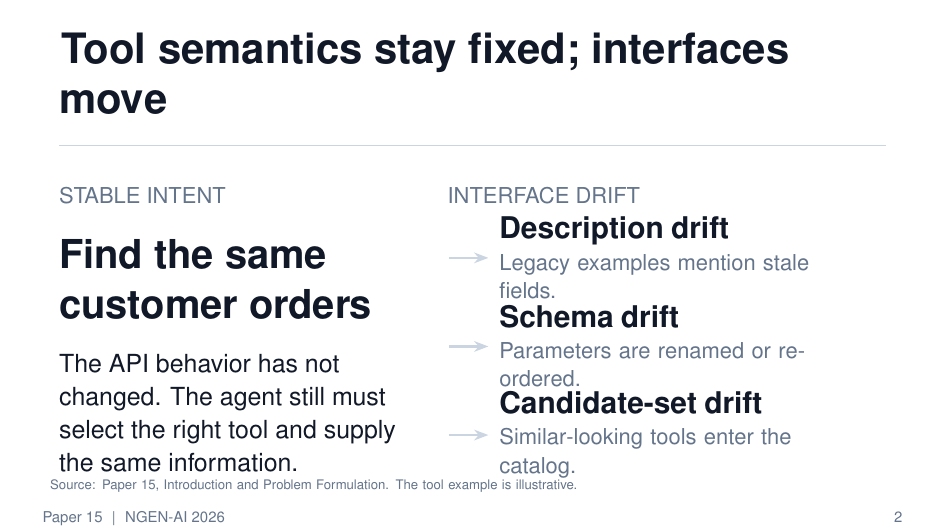 Tool semantics stay fixed; interfaces
move
STABLE INTENT
Find the same
customer orders
The API behavior has not
changed. The agent still must
select the right tool and supply
the same information.
INTERFACE DRIFT
Description drift
Legacy examples mention stale
fields.
Schema drift
Parameters are renamed or re-
ordered.
Candidate-set drift
Similar-looking tools enter the
catalog.
Source: Paper 15, Introduction and Problem Formulation. The tool example is illustrative.
Paper 15 | NGEN-AI 2026
2